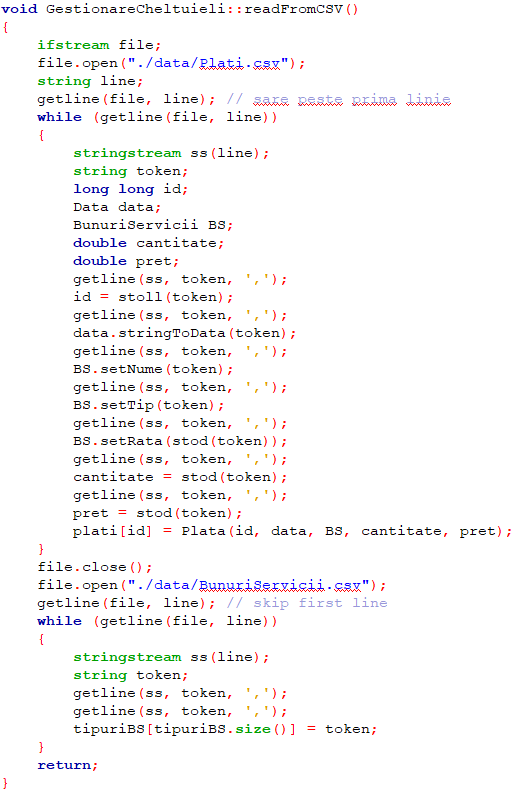 void GestionareCheltuieli::readFromCSV()
{
    ifstream file;
    file.open("./data/Plati.csv");
    string line;
    getline(file, line); // sare peste prima linie
    while (getline(file, line))
    {
        stringstream ss(line);
        string token;
        long long id;
        Data data;
        BunuriServicii BS;
        double cantitate;
        double pret;
        getline(ss, token, ',');
        id = stoll(token);
        getline(ss, token, ',');
        data.stringToData(token);
        getline(ss, token, ',');
        BS.setNume(token);
        getline(ss, token, ',');
        BS.setTip(token);
        getline(ss, token, ',');
        BS.setRata(stod(token));
        getline(ss, token, ',');
        cantitate = stod(token);
        getline(ss, token, ',');
        pret = stod(token);
        plati[id] = Plata(id, data, BS, cantitate, pret);
    }
    file.close();
    file.open("./data/BunuriServicii.csv");
    getline(file, line); // skip first line
    while (getline(file, line))
    {
        stringstream ss(line);
        string token;
        getline(ss, token, ',');
        getline(ss, token, ',');
        tipuriBS[tipuriBS.size()] = token;
    }
    return;
}